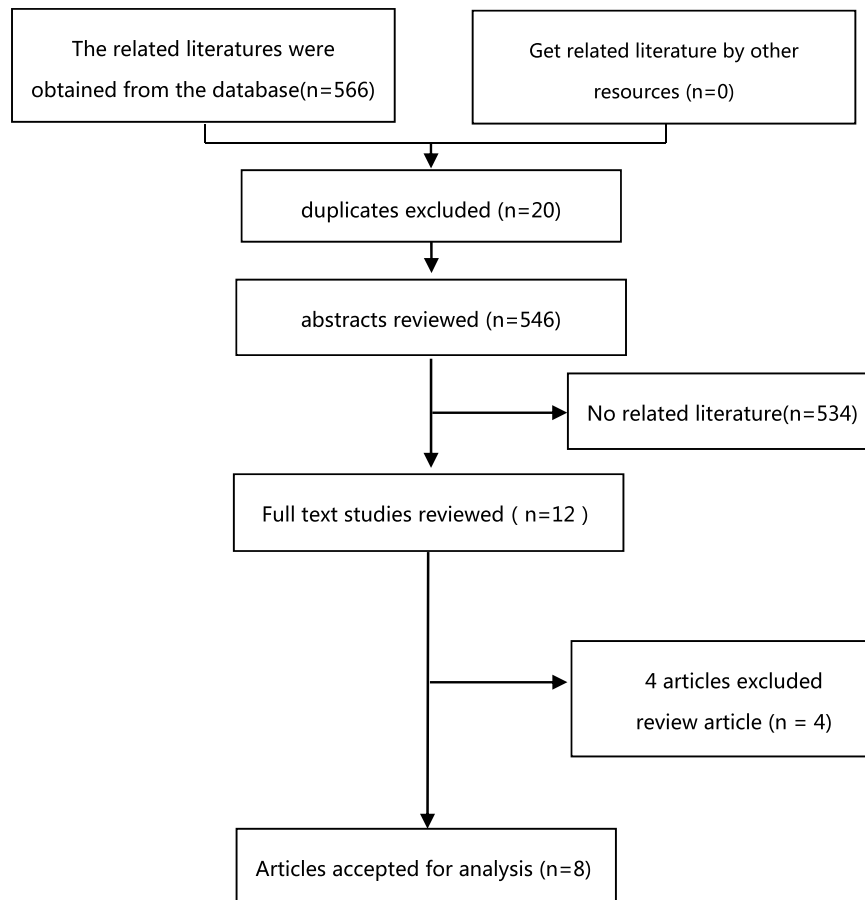 The related literatures were
obtained from the database(n=566)
Get related literature by other
resources (n=0)
duplicates excluded (n=20)
abstracts reviewed (n=546)
No related literature(n=534)
Full text studies reviewed ( n=12 )
4 articles excluded
review article (n = 4)
Articles accepted for analysis (n=8)